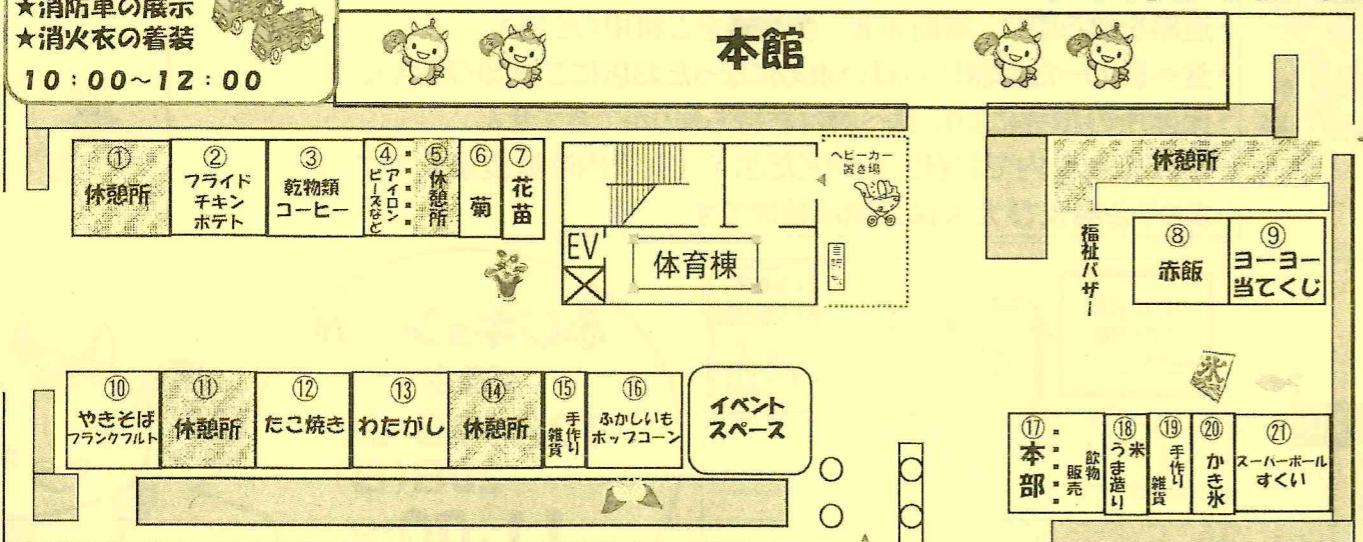 ★消防車の展示
★消火衣の着装
10:00~12:00
本館
①
休憩所
②
フライド
チキン
ポテト
③
乾物類
コーヒー
④
アイロン
ビーズなど
⑤
休憩所
⑥
菊
⑦
花苗
EV
体育棟
ベビーカー
置き場
休憩所
福祉バザー
⑧
赤飯
⑨
ヨーヨー
当てくじ
⑩
やきそば
フランクフルト
⑪
休憩所
⑫
たこ焼き
⑬
わたがし
⑭
休憩所
⑮
手作り
雑貨
⑯
ふかしいも
ポップコーン
イベント
スペース
氷
⑰
本部
飲物
販売
⑱
米
うま造り
⑲
手作り
雑貨
⑳
かき氷
㉑
スーパーボール
すくい